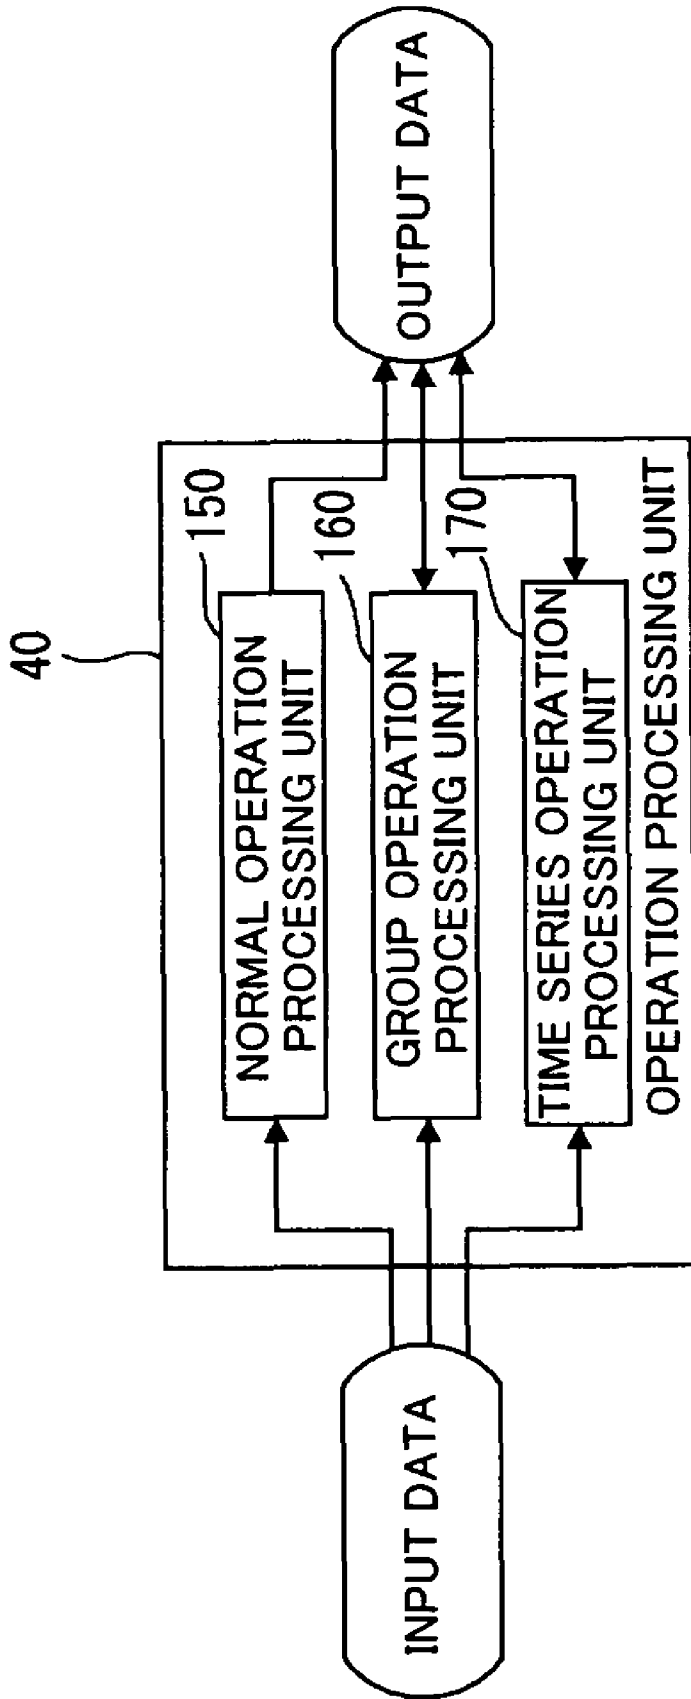 40
INPUT DATA
NORMAL OPERATION
PROCESSING UNIT
150
GROUP OPERATION
PROCESSING UNIT
160
TIME SERIES OPERATION
PROCESSING UNIT
170
OPERATION PROCESSING UNIT
OUTPUT DATA